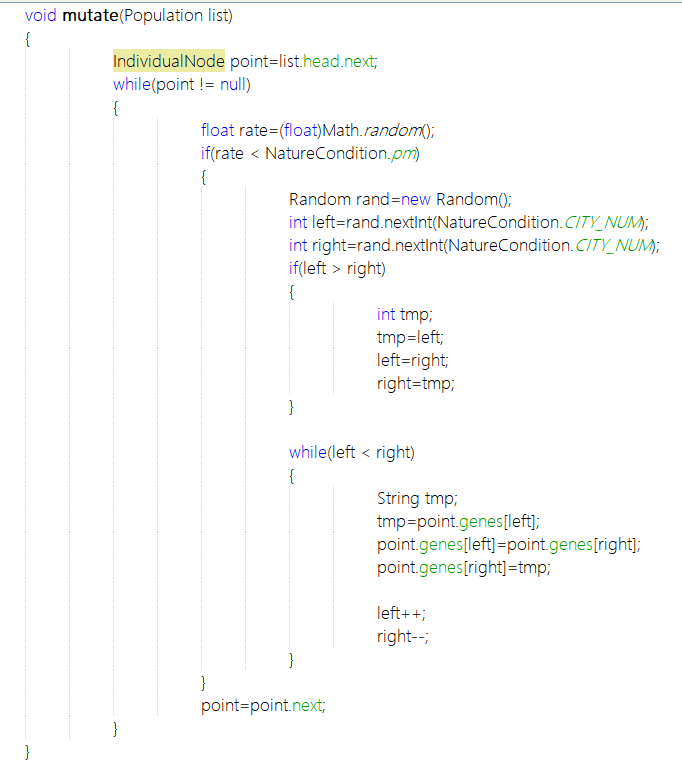 void mutate(Population list)
{
IndividualNode point=list.head.next;
while(point != null)
{
float rate=(float)Math.random();
if(rate < NatureCondition.pm)
{
Random rand=new Random();
int left=rand.nextInt(NatureCondition.CITY_NUM);
int right=rand.nextInt(NatureCondition.CITY_NUM);
if(left > right)
{
int tmp;
tmp=left;
left=right;
right=tmp;
}
while(left < right)
{
String tmp;
tmp=point.genes[left];
point.genes[left]=point.genes[right];
point.genes[right]=tmp;
left++;
right--;
}
}
point=point.next;
}
}